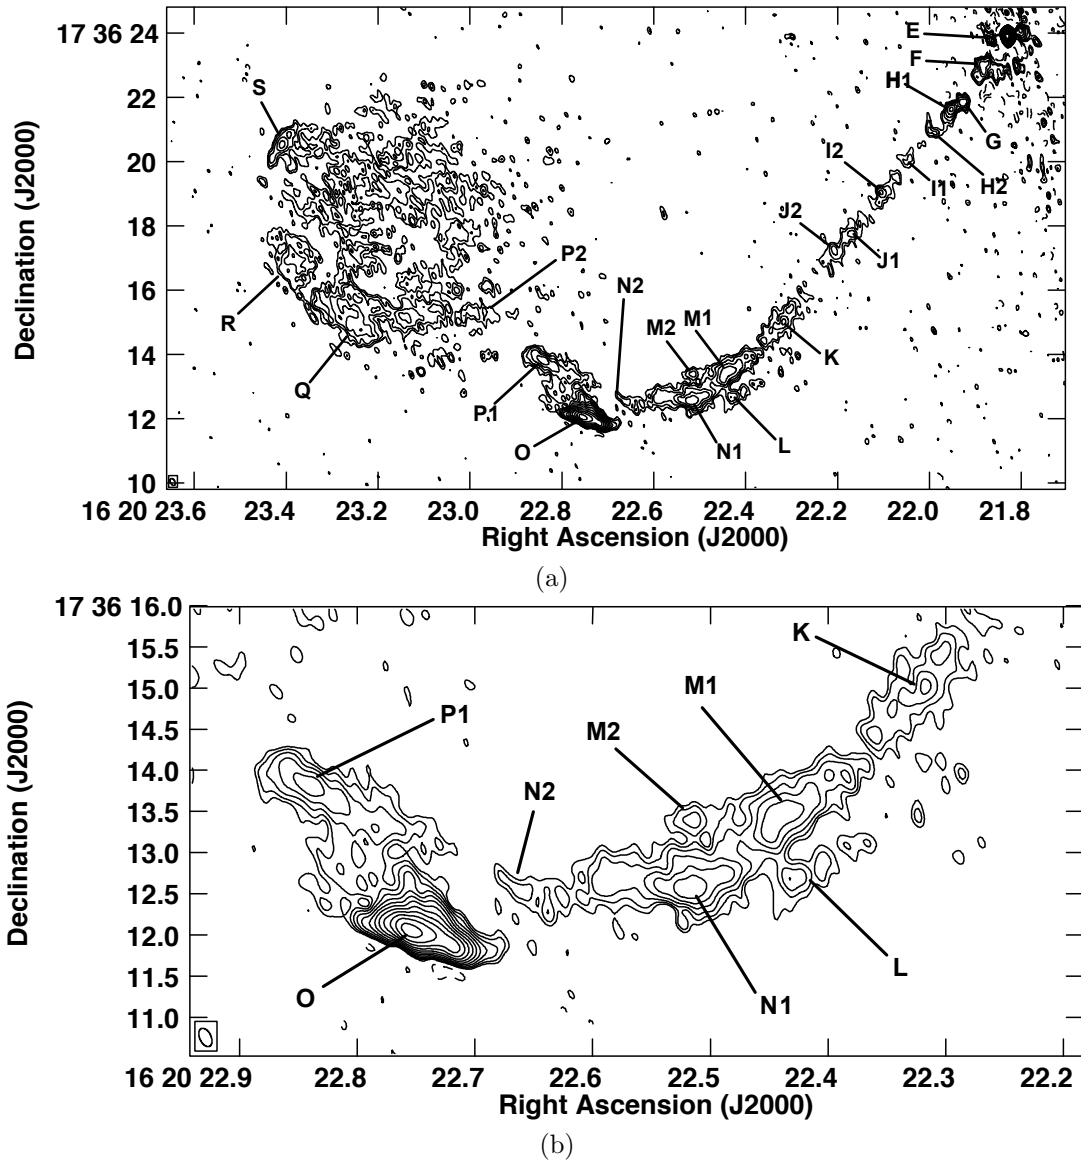 17 36 24
22
20
18
16
14
12
10
Declination (J2000)
E
F
H1
G
H2
I2
I1
J2
J1
S
R
Q
P2
N2
M2
M1
K
P1
O
N1
L
16 20 23.6 23.4 23.2 23.0 22.8 22.6 22.4 22.2 22.0 21.8
Right Ascension (J2000)
(a)
17 36 16.0
15.5
15.0
14.5
14.0
13.5
13.0
12.5
12.0
11.5
11.0
Declination (J2000)
K
M1
P1
M2
N2
L
O
N1
16 20 22.9 22.8 22.7 22.6 22.5 22.4 22.3 22.2
Right Ascension (J2000)
(b)